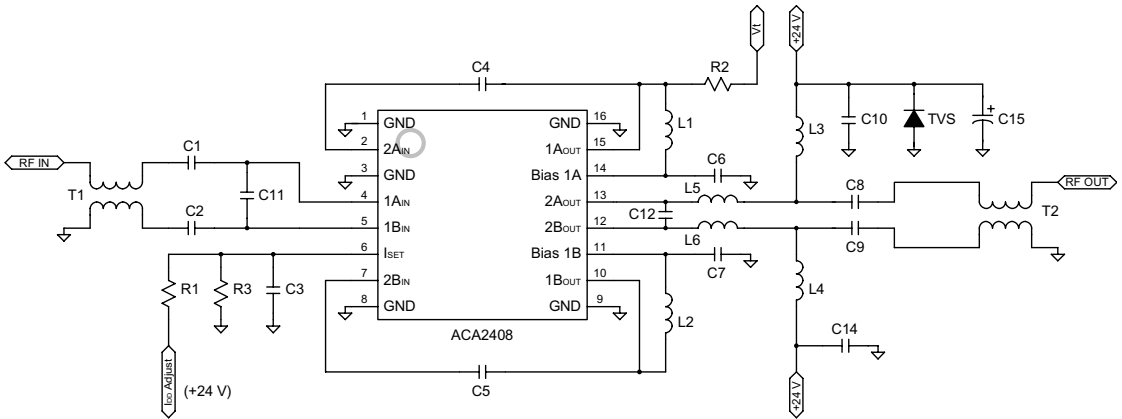 Vt
+24 V
C4
R2
1
GND
16
GND
L1
L3
C10
TVS
+
C15
2
2AIN
15
1AOUT
RF IN
C1
3
GND
14
Bias 1A
C6
RF OUT
T1
C11
4
1AIN
13
2AOUT
L5
C8
C2
5
1BIN
12
2BOUT
C12
L6
C9
T2
6
ISET
11
Bias 1B
C7
R1
R3
C3
7
2BIN
10
1BOUT
L4
8
GND
9
GND
L2
ACA2408
C14
C5
IDD Adjust
(+24 V)
+24 V